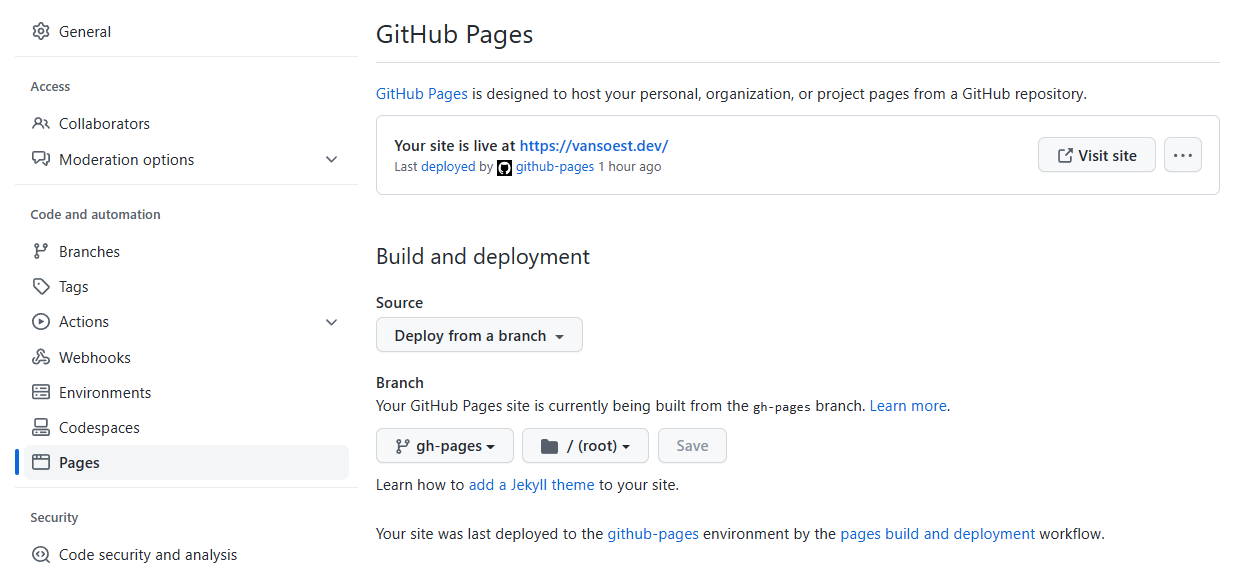 General
Access
Collaborators
Moderation options
Code and automation
Branches
Tags
Actions
Webhooks
Environments
Codespaces
Pages
Security
Code security and analysis
GitHub Pages
GitHub Pages is designed to host your personal, organization, or project pages from a GitHub repository.
Your site is live at https://vansoest.dev/
Last deployed by github-pages 1 hour ago
Visit site
Build and deployment
Source
Deploy from a branch
Branch
Your GitHub Pages site is currently being built from the gh-pages branch. Learn more.
gh-pages / (root) Save
Learn how to add a Jekyll theme to your site.
Your site was last deployed to the github-pages environment by the pages build and deployment workflow.